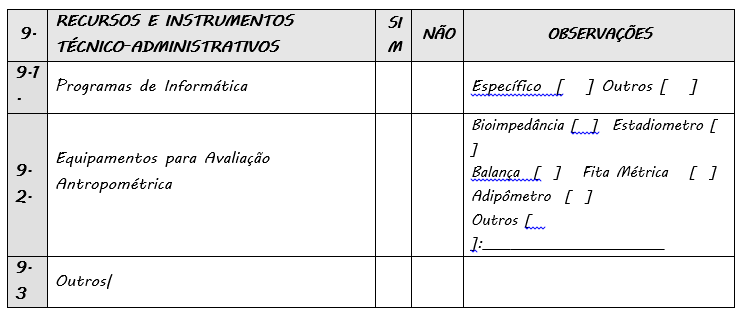 9- RECURSOS E INSTRUMENTOS TÉCNICO-ADMINISTRATIVOS SIM NÃO OBSERVAÇÕES
9-1- Programas de Informática Específico [ ] Outros [ ]
9-2- Equipamentos para Avaliação Antropométrica
Bioimpedância [ ] Estadiometro [
]
Balança [ ] Fita Métrica [ ]
Adipômetro [ ]
Outros [
]:_______________________
9-3 Outros/